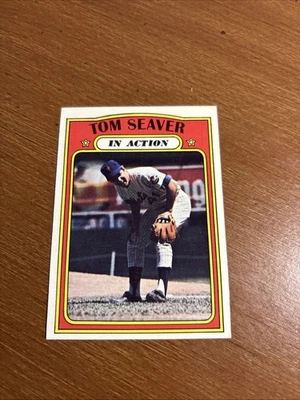 TOM SEAVER
IN ACTION